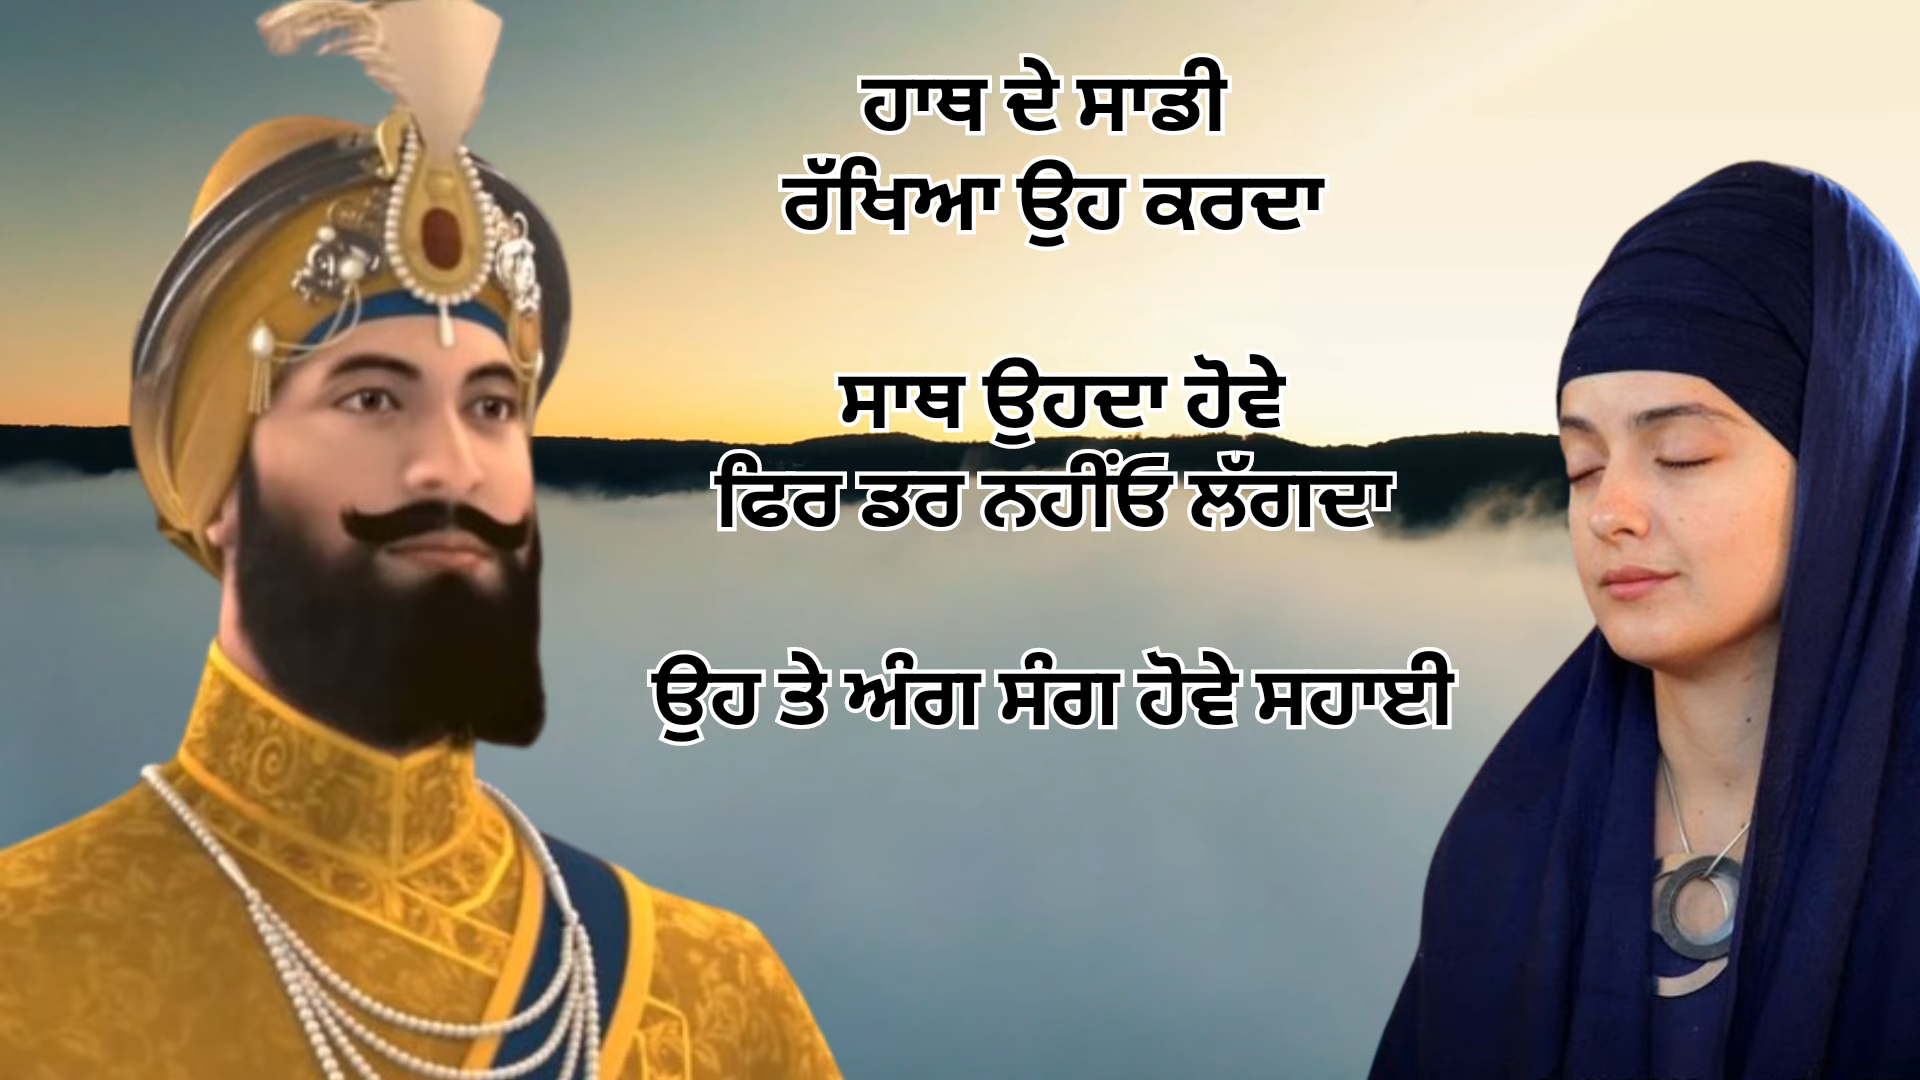 ਹਾਥ ਦੇ ਸਾਡੀ
ਰੱਖਿਆ ਉਹ ਕਰਦਾ
ਸਾਥ ਉਹਦਾ ਹੋਵੇ
ਫਿਰ ਡਰ ਨਹੀਂਓ ਲੱਗਦਾ
ਉਹ ਤੇ ਅੰਗ ਸੰਗ ਹੋਵੇ ਸਹਾਈ